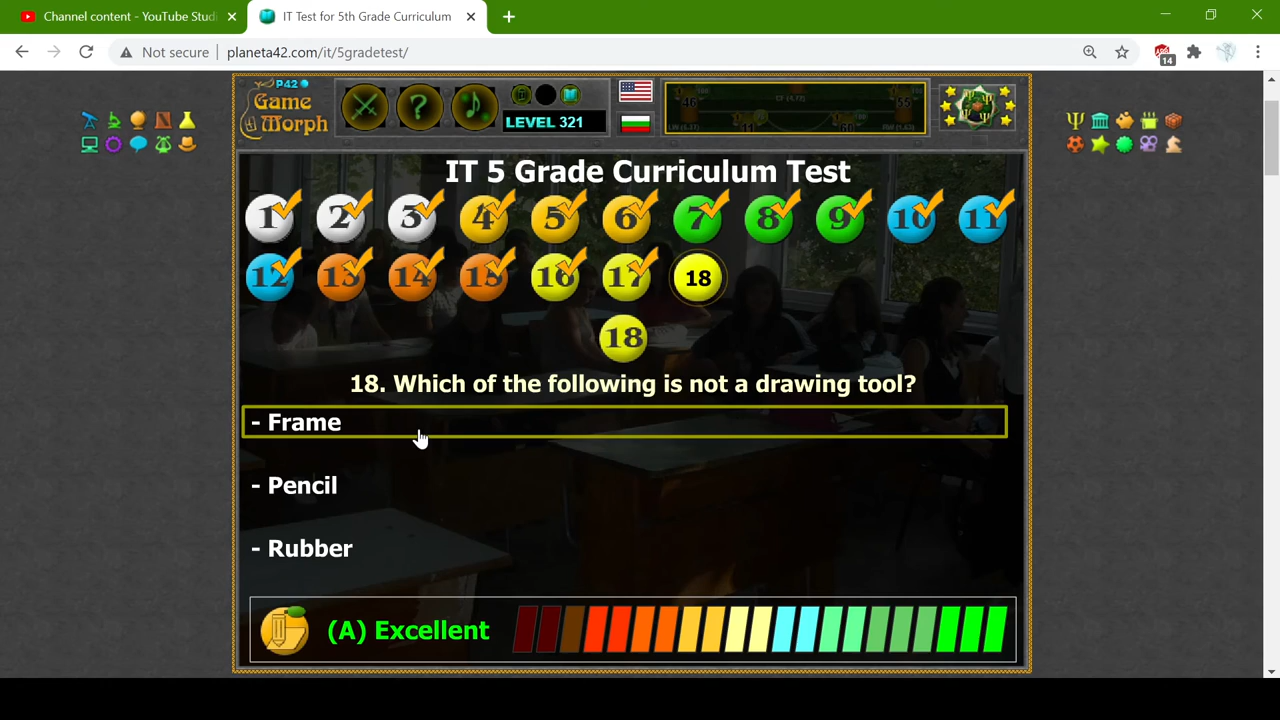 Channel content - YouTube Studi
IT Test for 5th Grade Curriculum
Not secure
planeta42.com/it/5gradetest/
14
P42
Game
Morph
LEVEL 321
46
55
IT 5 Grade Curriculum Test
1 2 3 4 5 6 7 8 9 10 11
12 13 14 15 16 17 18
18
18. Which of the following is not a drawing tool?
- Frame
- Pencil
- Rubber
(A) Excellent